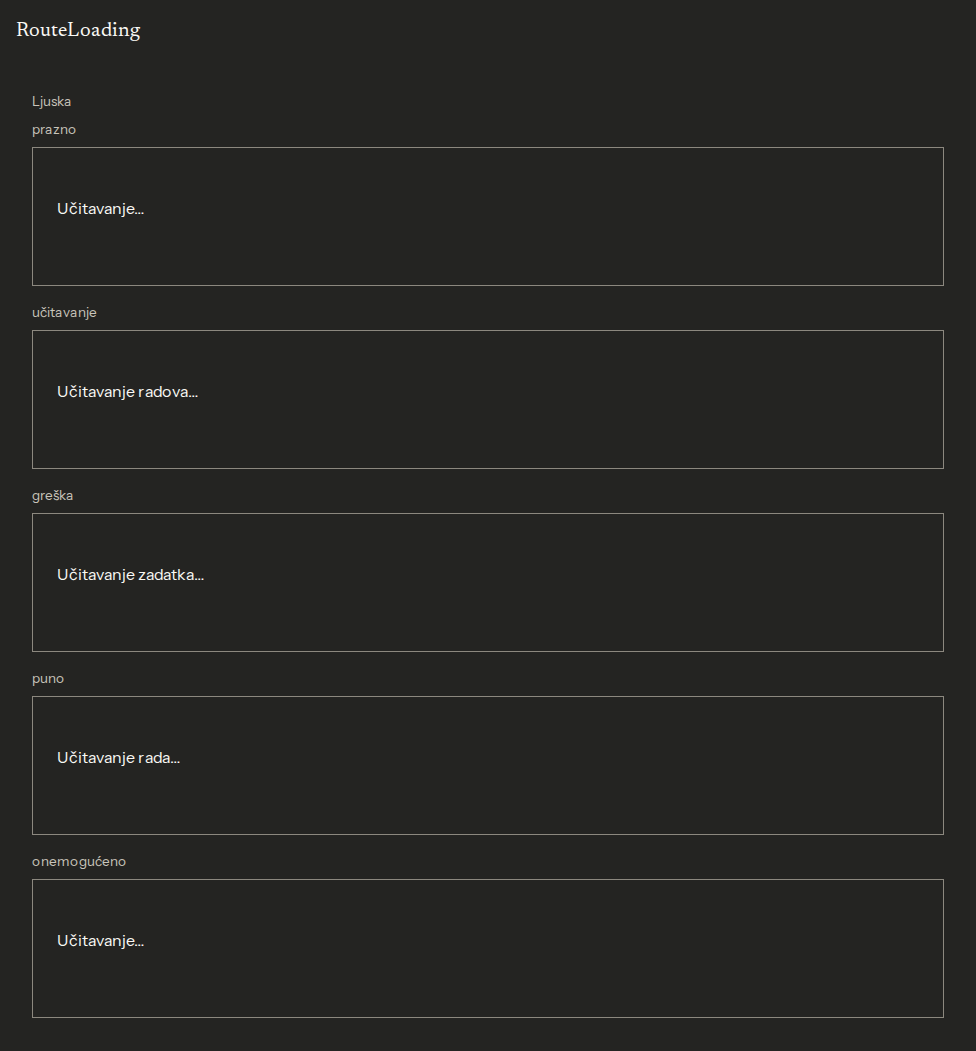 RouteLoading
Ljuska
prazno
Učitavanje…
učitavanje
Učitavanje radova…
greška
Učitavanje zadatka…
puno
Učitavanje rada…
onemogućeno
Učitavanje…